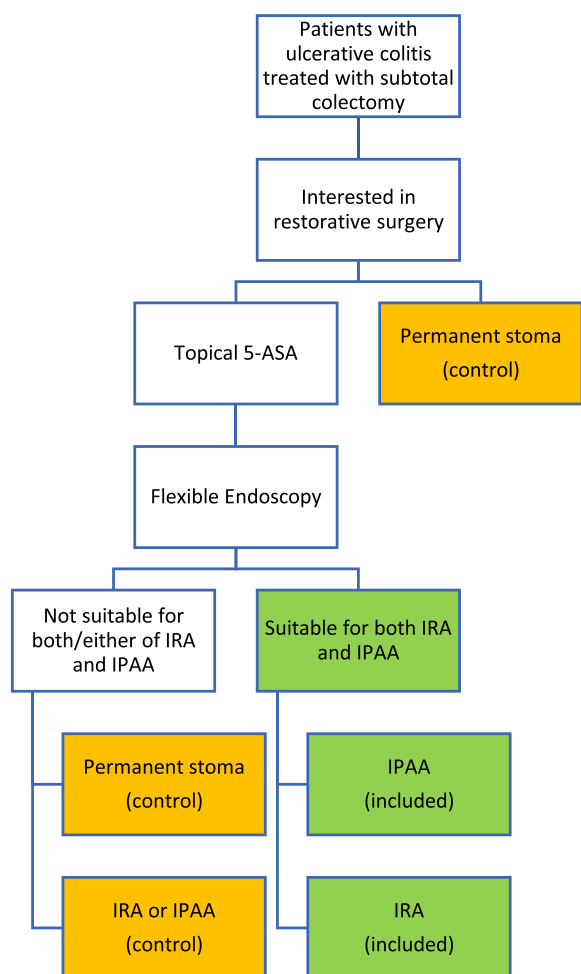 Patients with
ulcerative colitis
treated with subtotal
colectomy
Interested in
restorative surgery
Topical 5-ASA
Permanent stoma
(control)
Flexible Endoscopy
Not suitable for
both/either of IRA
and IPAA
Suitable for both IRA
and IPAA
Permanent stoma
(control)
IPAA
(included)
IRA or IPAA
(control)
IRA
(included)